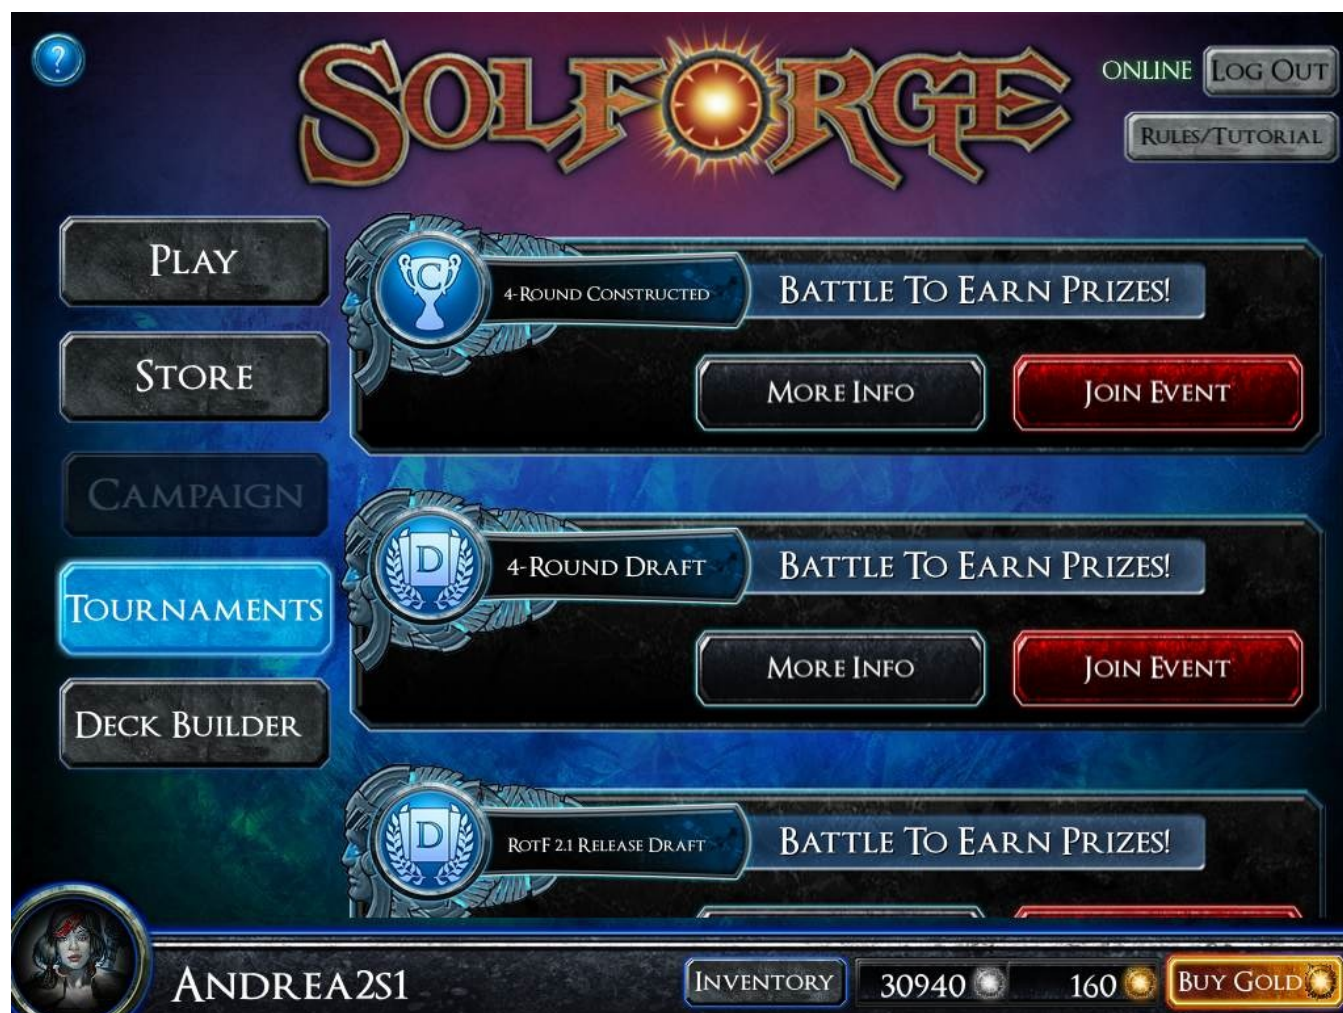 ?
SOLFORGE
ONLINE
LOG OUT
RULES/TUTORIAL
PLAY
STORE
CAMPAIGN
TOURNAMENTS
DECK BUILDER
C
4-ROUND CONSTRUCTED
BATTLE TO EARN PRIZES!
MORE INFO
JOIN EVENT
D
4-ROUND DRAFT
BATTLE TO EARN PRIZES!
MORE INFO
JOIN EVENT
D
ROTF 2.1 RELEASE DRAFT
BATTLE TO EARN PRIZES!
ANDREA2S1
INVENTORY
30940
160
BUY GOLD